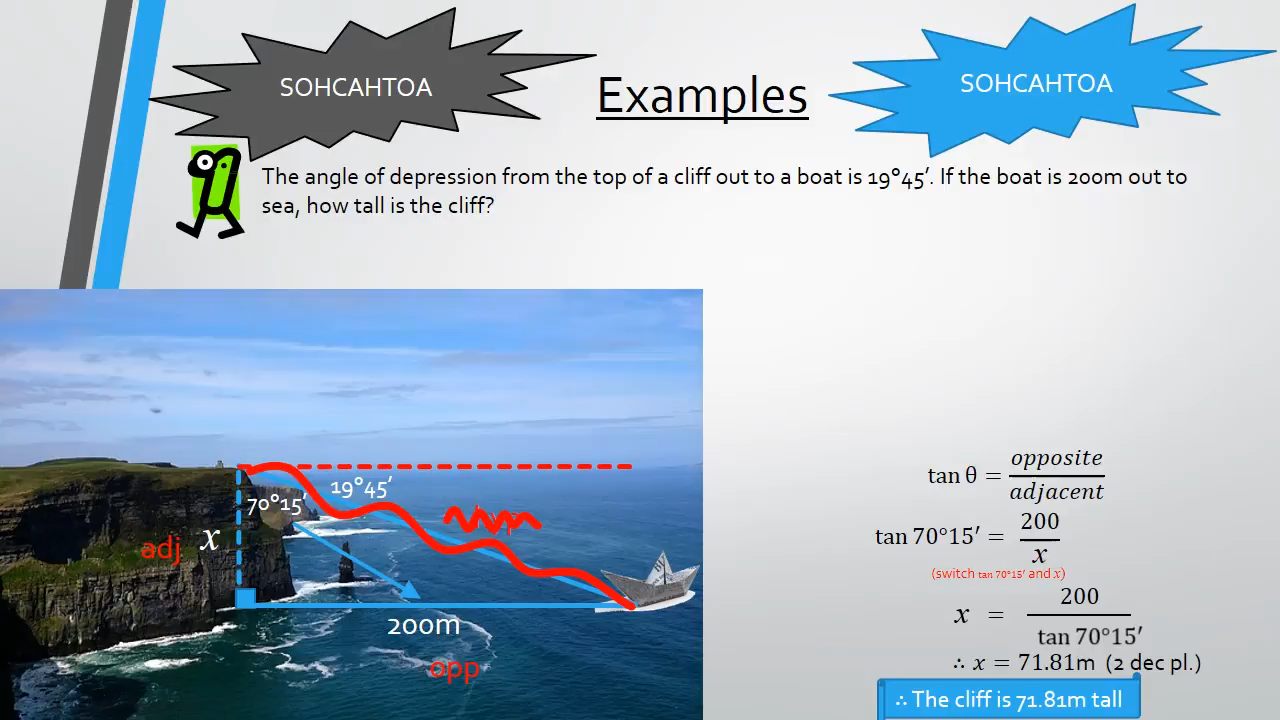 SOHCAHTOA
Examples
SOHCAHTOA
The angle of depression from the top of a cliff out to a boat is 19°45′. If the boat is 200m out to
sea, how tall is the cliff?
70°15′
19°45′
adj
x
200m
opp
tan θ = opposite/adjacent
tan 70°15′ = 200/x
(switch tan 70°15′ and x)
x = 200/tan 70°15′
∴ x = 71.81m (2 dec pl.)
∴ The cliff is 71.81m tall